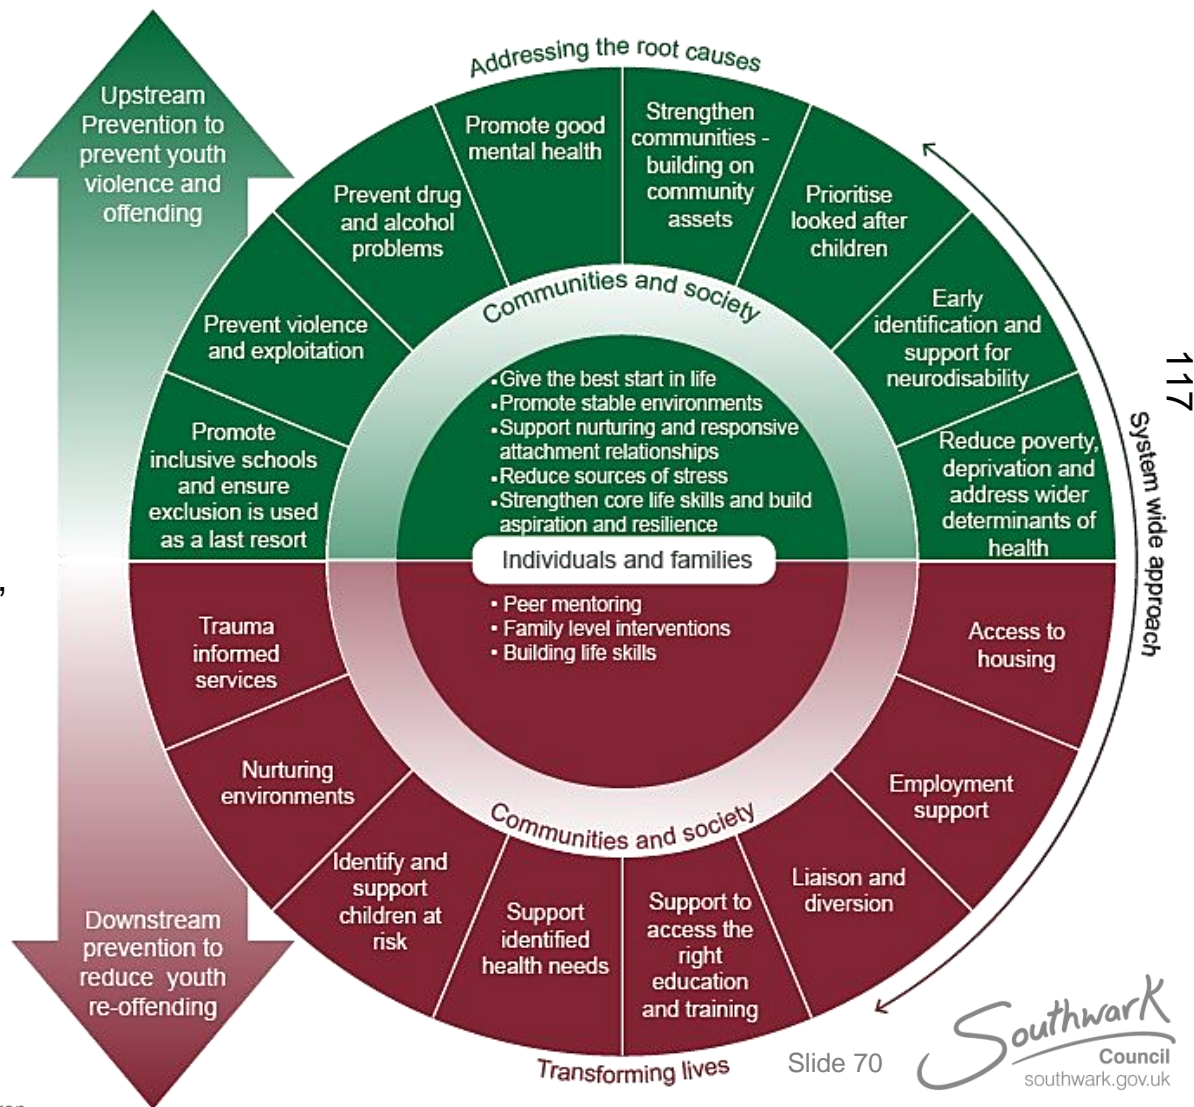 Addressing the root causes
Upstream
Prevention to
prevent youth
violence and
offending
Promote
inclusive schools
and ensure
exclusion is used
as a last resort
Prevent violence
and exploitation
Prevent drug
and alcohol
problems
Promote good
mental health
Strengthen
communities -
building on
community
assets
Prioritise
looked after
children
Early
identification and
support for
neurodisability
Reduce poverty,
deprivation and
address wider
determinants of
health
Communities and society
•Give the best start in life
•Promote stable environments
•Support nurturing and responsive
attachment relationships
•Reduce sources of stress
•Strengthen core life skills and build
aspiration and resilience
Individuals and families
• Peer mentoring
• Family level interventions
• Building life skills
Communities and society
Trauma
informed
services
Nurturing
environments
Identify and
support
children at
risk
Support
identified
health needs
Support to
access the
right
education
and training
Liaison and
diversion
Employment
support
Access to
housing
Downstream
prevention to
reduce youth
re-offending
Transforming lives
System wide approach
117
,
Slide 70
Southwark
Council
southwark.gov.uk